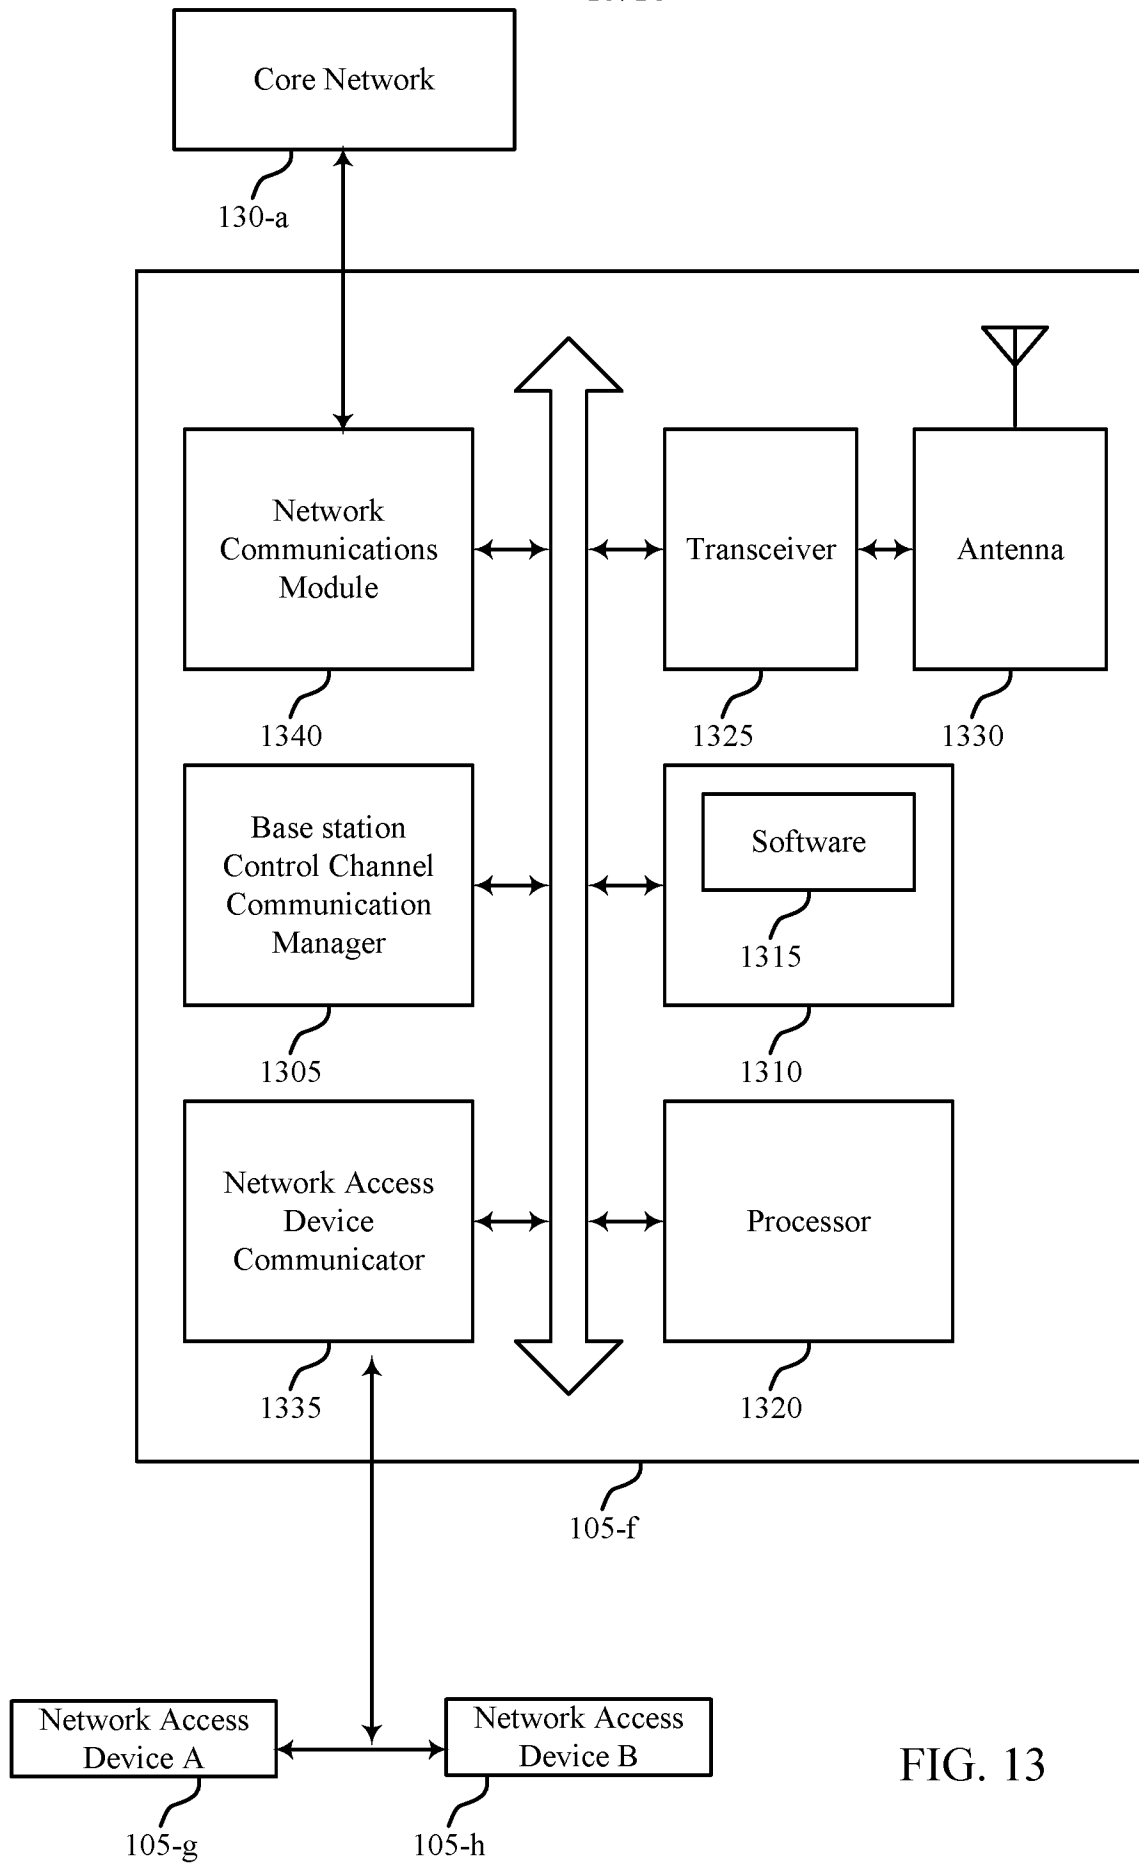 Core Network
130-a
Network
Communications
Module
1340
Transceiver
1325
Antenna
1330
Base station
Control Channel
Communication
Manager
1305
Software
1315
1310
Network Access
Device
Communicator
1335
Processor
1320
105-f
Network Access
Device A
105-g
Network Access
Device B
105-h
FIG. 13